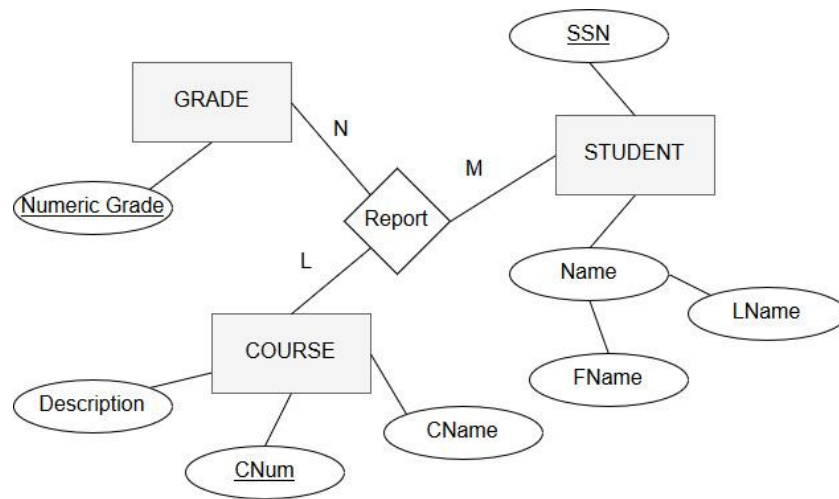 SSN
GRADE
N
STUDENT
M
Numeric Grade
Report
L
Name
LName
COURSE
FName
Description
CName
CNum